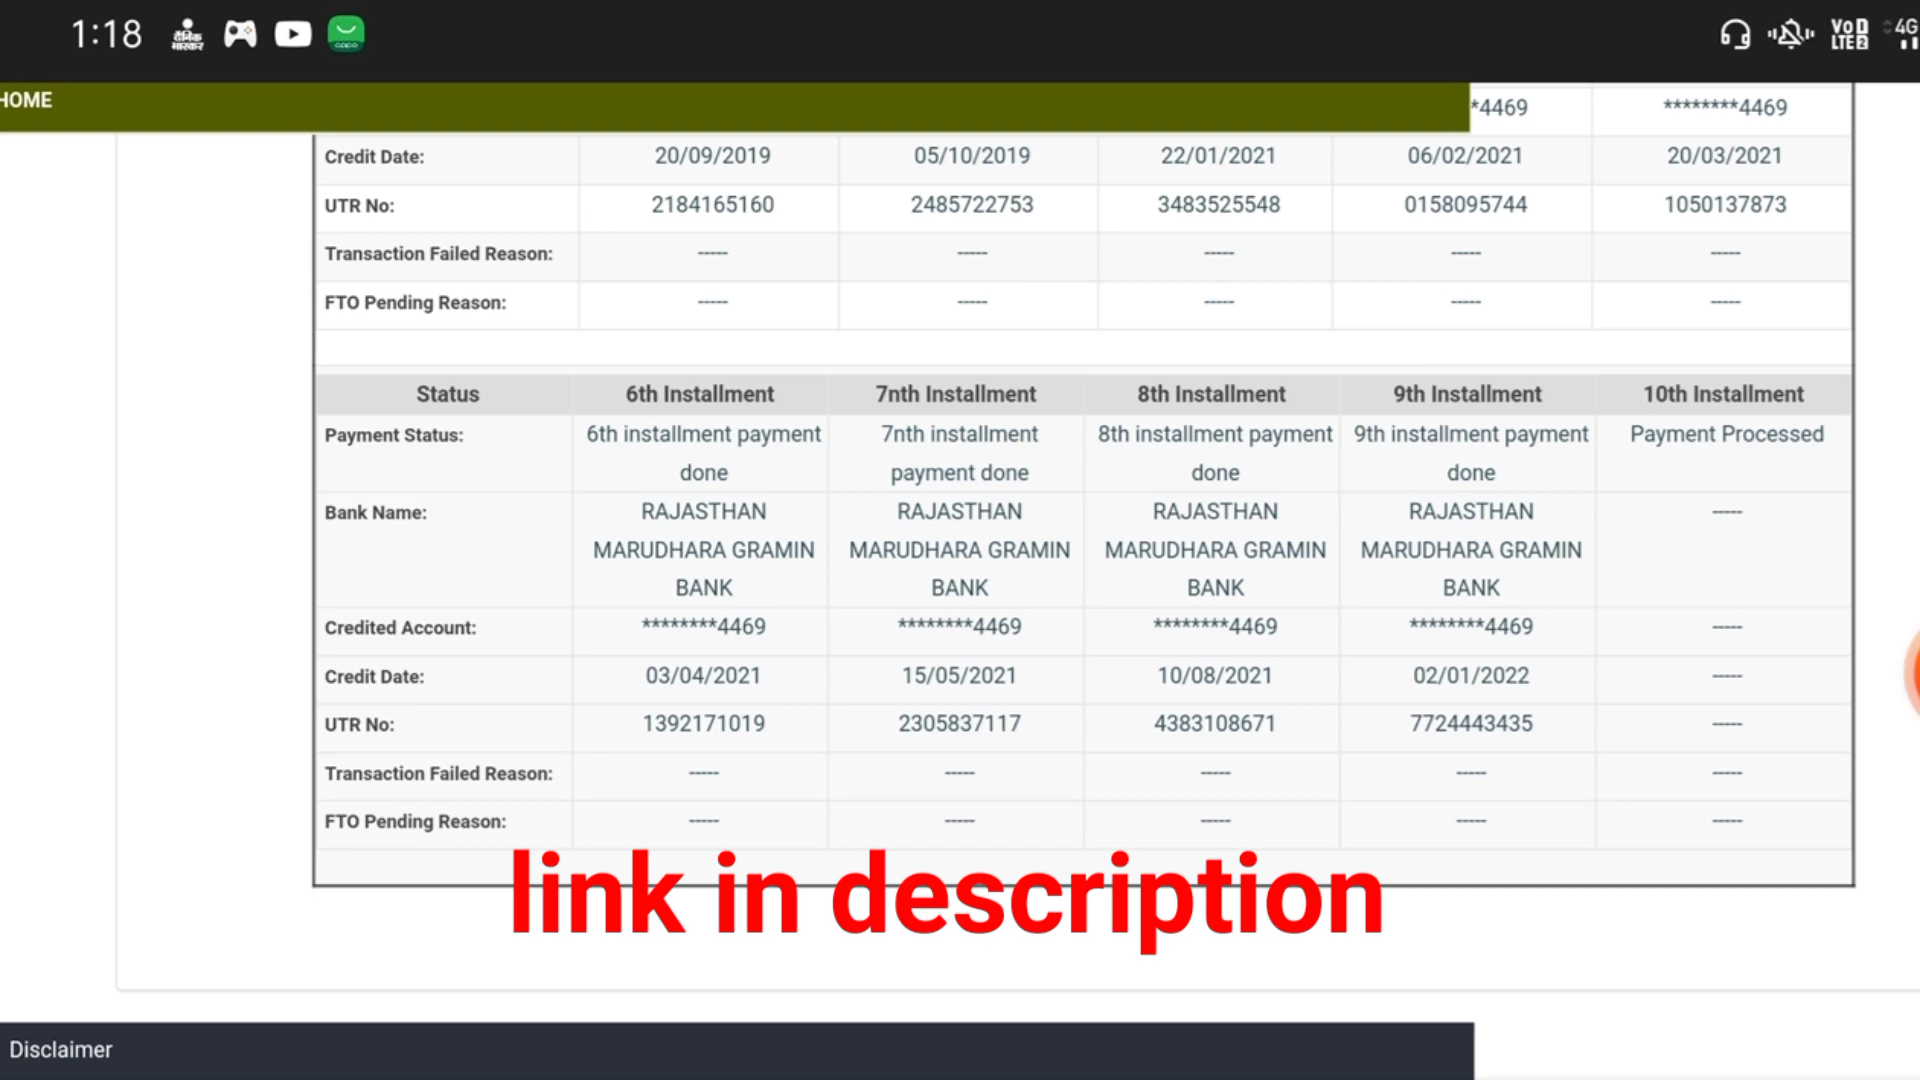 1:18 दैनिक भास्कर OPPO VoD LTE2 4G
HOME
*4469 ********4469
Credit Date: 20/09/2019 05/10/2019 22/01/2021 06/02/2021 20/03/2021
UTR No: 2184165160 2485722753 3483525548 0158095744 1050137873
Transaction Failed Reason: ----- ----- ----- ----- -----
FTO Pending Reason: ----- ----- ----- ----- -----
Status 6th Installment 7nth Installment 8th Installment 9th Installment 10th Installment
Payment Status: 6th installment payment 7nth installment 8th installment payment 9th installment payment Payment Processed
done payment done done done
Bank Name: RAJASTHAN RAJASTHAN RAJASTHAN RAJASTHAN -----
MARUDHARA GRAMIN MARUDHARA GRAMIN MARUDHARA GRAMIN MARUDHARA GRAMIN
BANK BANK BANK BANK
Credited Account: ********4469 ********4469 ********4469 ********4469 -----
Credit Date: 03/04/2021 15/05/2021 10/08/2021 02/01/2022 -----
UTR No: 1392171019 2305837117 4383108671 7724443435 -----
Transaction Failed Reason: ----- ----- ----- ----- -----
FTO Pending Reason: ----- ----- ----- ----- -----
link in description
Disclaimer